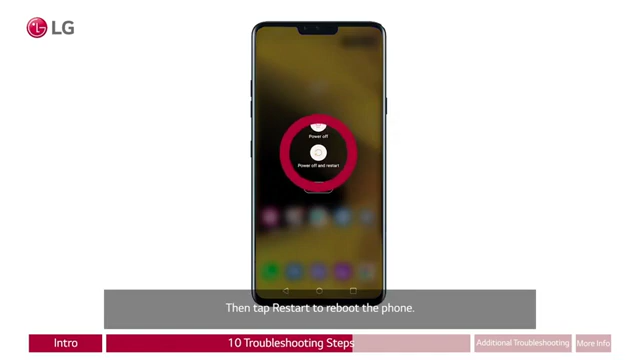 LG
Power off
Power off and restart
Then tap Restart to reboot the phone.
Intro
10 Troubleshooting Steps
Additional Troubleshooting
More Info